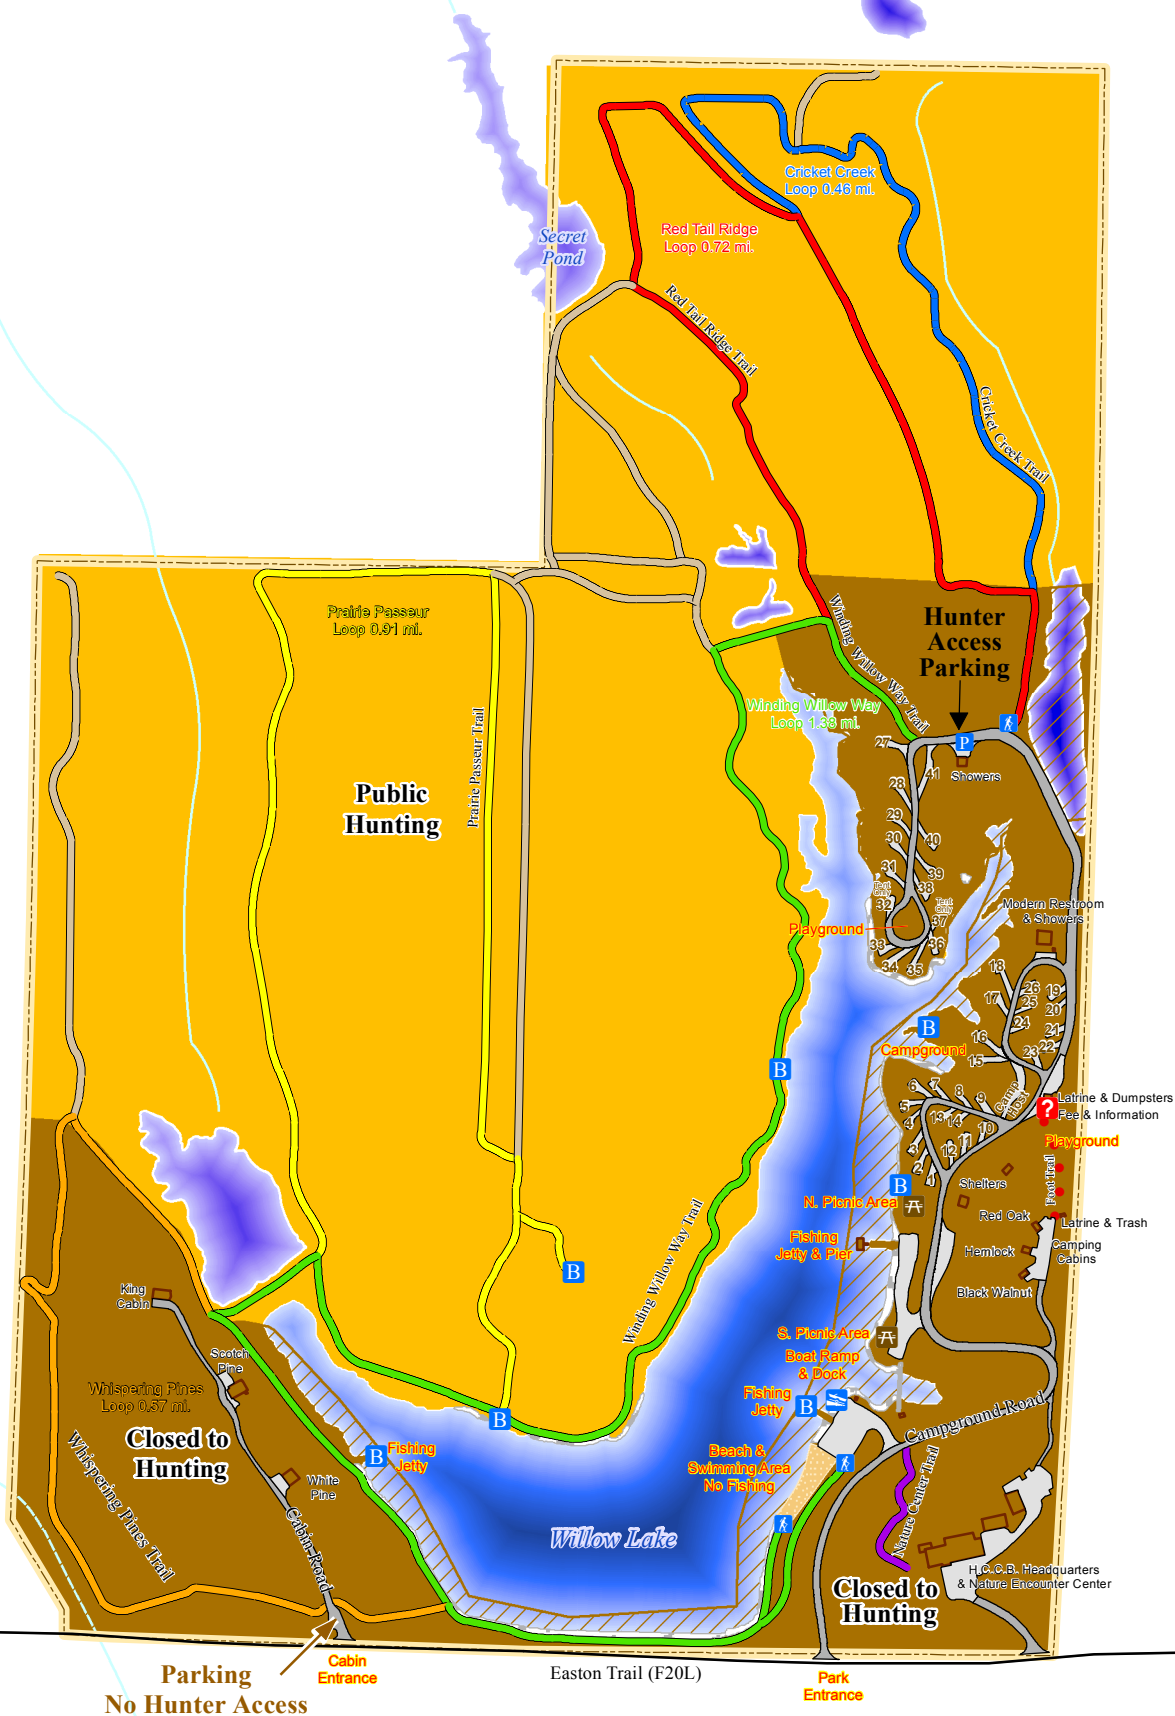 Cricket Creek
Loop 0.46 mi.
Red Tail Ridge
Loop 0.72 mi.
Secret
Pond
Red Tail Ridge Trail
Cricket Creek Trail
Prairie Passeur
Loop 0.91 mi.
Winding Willow Way Trail
Hunter
Access
Parking
Winding Willow Way
Loop 1.38 mi.
Prairie Passeur Trail
Public
Hunting
P
27
41
Showers
28
29
30
40
31
39
38
Tent
Only
32
Tent
Only
37
Modern Restroom
& Showers
Playground
33
36
34
35
18
26
19
17
25
20
24
21
B
16
22
23
Campground
15
B
6
7
8
9
Camp
Host
5
4
13
14
10
?
Latrine & Dumpsters
Fee & Information
Playground
11
12
3
2
1
Foot Trail
B
Shelters
N. Picnic Area
Red Oak
Latrine & Trash
Fishing
Jetty & Pier
Hemlock
Camping
Cabins
Black Walnut
B
Winding Willow Way Trail
King
Cabin
Scotch
Pine
S. Picnic Area
Boat Ramp
& Dock
Whispering Pines
Loop 0.57 mi.
Fishing
Jetty
B
B
Campground Road
Closed to
Hunting
B
Fishing
Jetty
Beach &
Swimming Area
No Fishing
Whispering Pines Trail
White
Pine
Cabin Road
Nature Center Trail
Willow Lake
H.C.C.B. Headquarters
& Nature Encounter Center
Closed to
Hunting
Parking
No Hunter Access
Cabin
Entrance
Easton Trail (F20L)
Park
Entrance